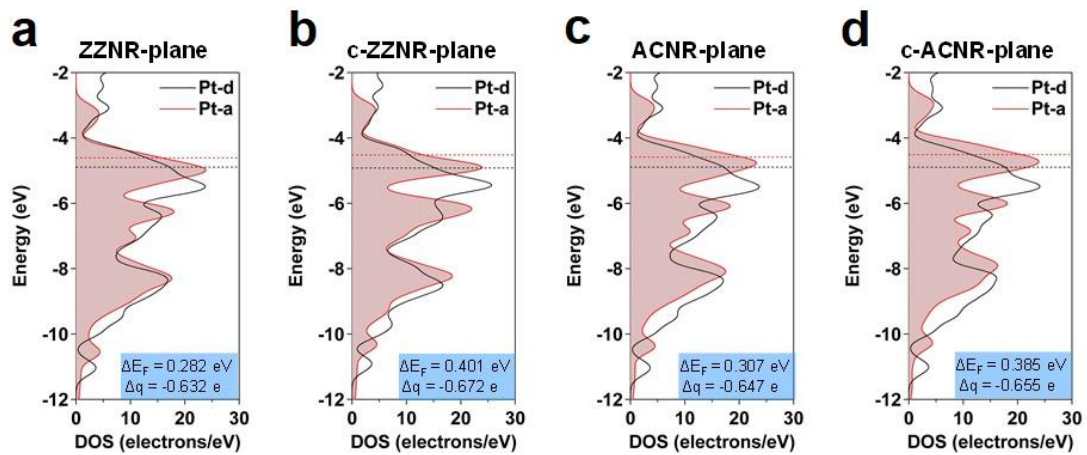 a
ZZNR-plane
Pt-d
Pt-a
Energy (eV)
-2
-4
-6
-8
-10
-12
ΔE_F = 0.282 eV
Δq = -0.632 e
0 10 20 30
DOS (electrons/eV)
b
c-ZZNR-plane
Pt-d
Pt-a
Energy (eV)
-2
-4
-6
-8
-10
-12
ΔE_F = 0.401 eV
Δq = -0.672 e
0 10 20 30
DOS (electrons/eV)
c
ACNR-plane
Pt-d
Pt-a
Energy (eV)
-2
-4
-6
-8
-10
-12
ΔE_F = 0.307 eV
Δq = -0.647 e
0 10 20 30
DOS (electrons/eV)
d
c-ACNR-plane
Pt-d
Pt-a
Energy (eV)
-2
-4
-6
-8
-10
-12
ΔE_F = 0.385 eV
Δq = -0.655 e
0 10 20 30
DOS (electrons/eV)